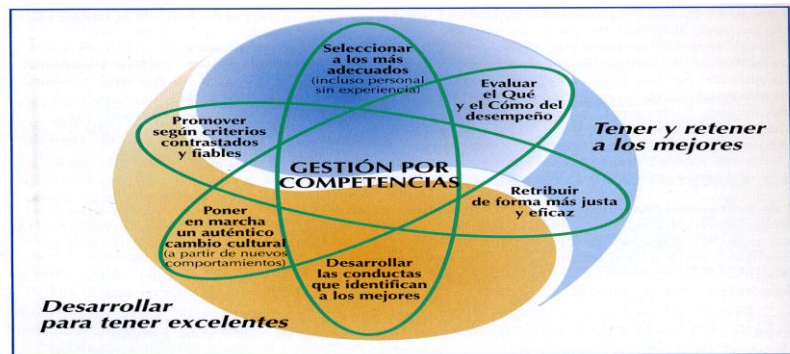 Seleccionar
a los más
adecuados
(incluso personal
sin experiencia)
Evaluar
el Qué
y el Cómo del
desempeño
Promover
según criterios
contrastados
y fiables
Tener y retener
a los mejores
GESTIÓN POR
COMPETENCIAS
Retribuir
de forma más justa
y eficaz
Poner
en marcha
un auténtico
cambio cultural
(a partir de nuevos
comportamientos)
Desarrollar
las conductas
que identifican
a los mejores
Desarrollar
para tener excelentes